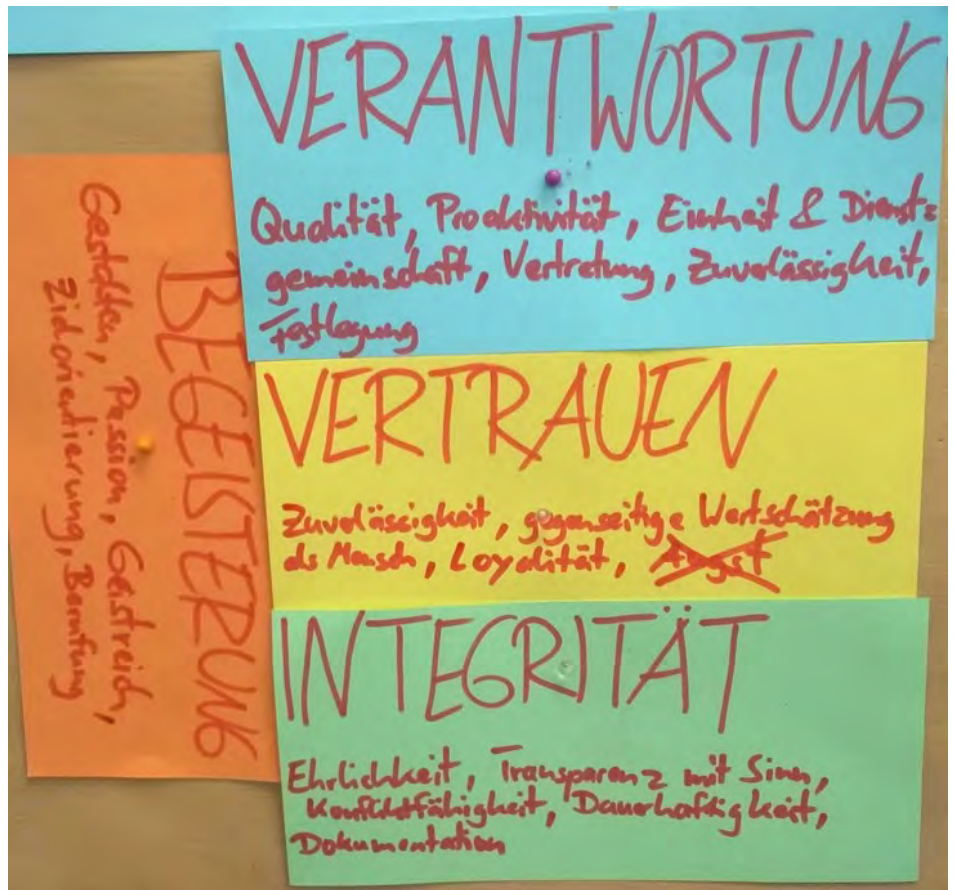 VERANTWORTUNG
Qualität, Proaktivität, Einheit & Dienst=
gemeinschaft, Vertretung, Zuverlässigkeit,
Festlegung
VERTRAUEN
Zuverlässigkeit, gegenseitige Wertschätzung
als Mensch, Loyalität, Angst
INTEGRITÄT
Ehrlichkeit, Transparenz mit Sinn,
Konfliktfähigkeit, Dauerhaftigkeit,
Dokumentation
BEGEISTERUNG
Gestalten, Passion, Geistreich,
Zielorientierung, Berufung